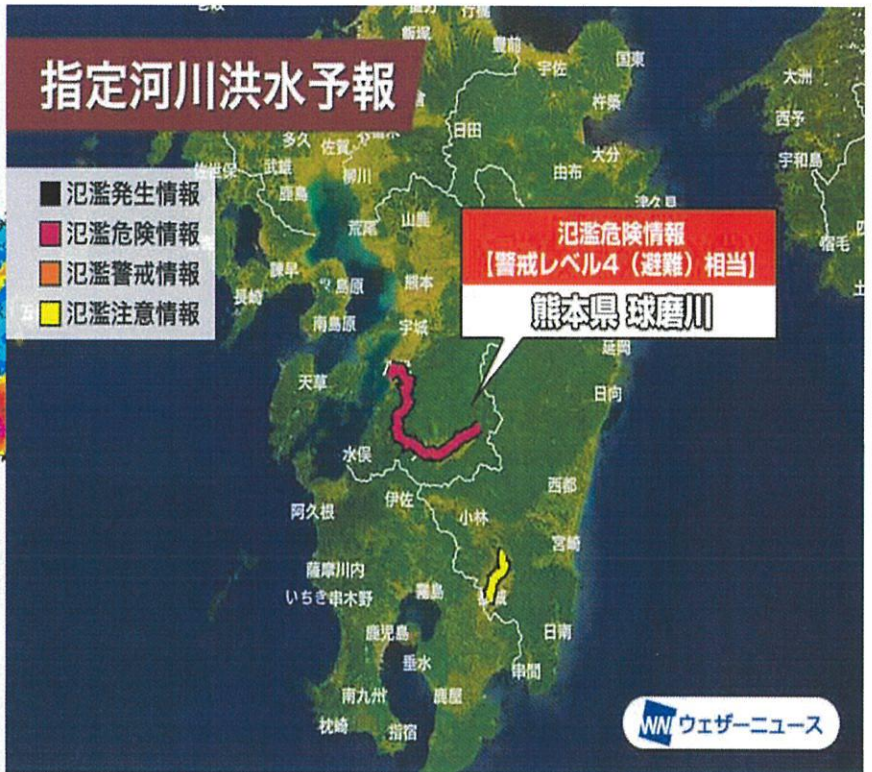 行橋
飯塚
豊前
国東
宇佐
指定河川洪水予報
大洲
杵築
日田
西予
多久
佐賀
大分
宇和島
佐世保
武雄
柳川
由布
鹿島
津久見
氾濫発生情報
氾濫危険情報
氾濫警戒情報
氾濫注意情報
荒尾
山鹿
氾濫危険情報
【警戒レベル4（避難）相当】
熊本県 球磨川
宿毛
諫早
島原
熊本
長崎
南島原
宇城
延岡
天草
日向
水俣
伊佐
西都
阿久根
小林
宮崎
薩摩川内
霧島
いちき串木野
鹿児島
日南
垂水
串間
南九州
鹿屋
枕崎
指宿
WNI ウェザーニュース